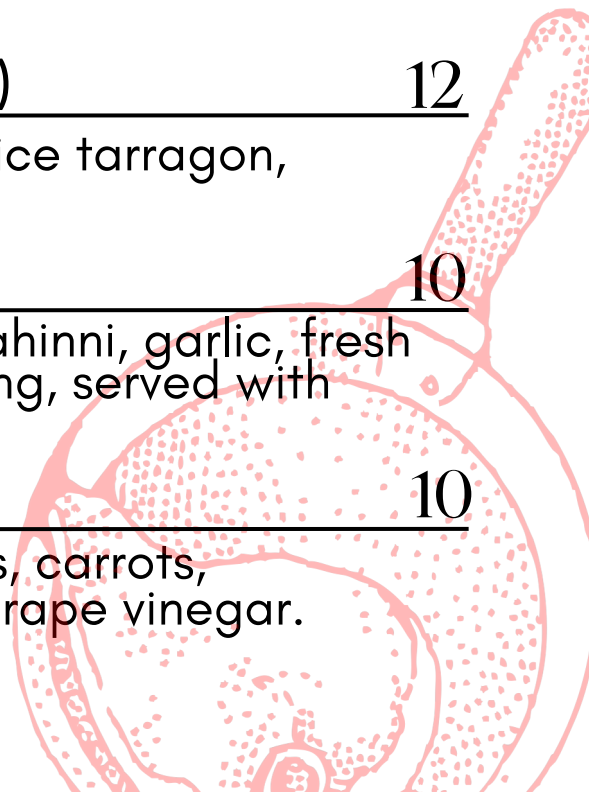 ) 12
ice tarragon,
10
ahinni, garlic, fresh
ng, served with
10
s, carrots,
rape vinegar.